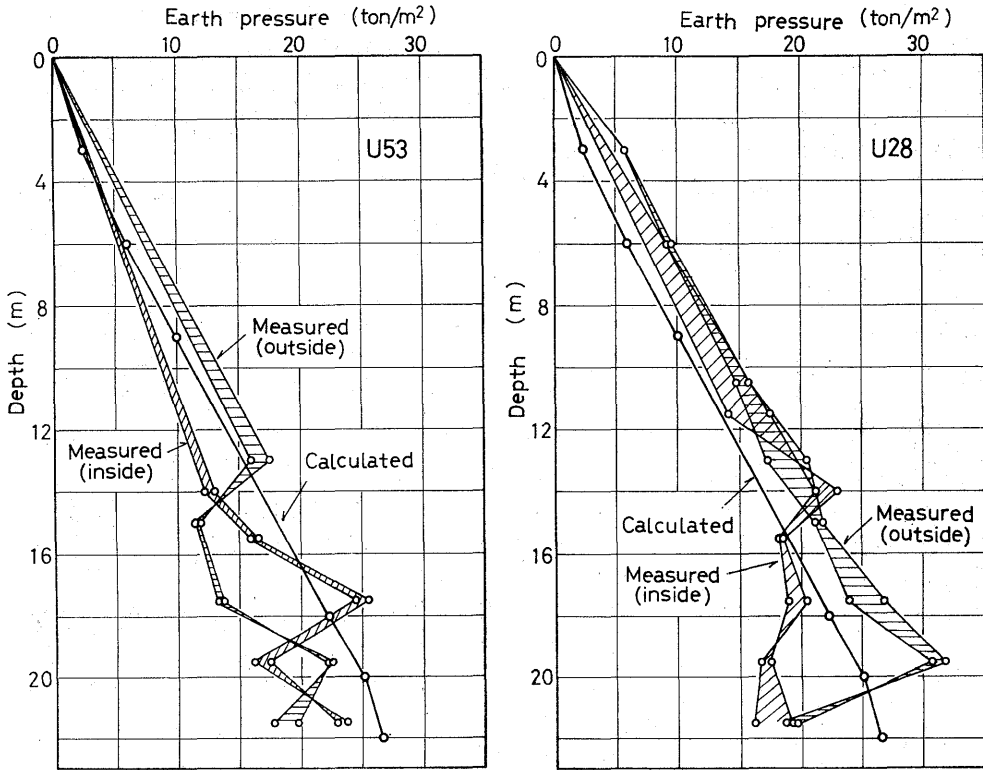 Earth pressure (ton/m²)
0 10 20 30
0
4
8
12
16
20
Depth (m)
U53
Measured
(outside)
Measured
(inside)
Calculated
Earth pressure (ton/m²)
0 10 20 30
0
4
8
12
16
20
Depth (m)
U28
Calculated
Measured
(outside)
Measured
(inside)